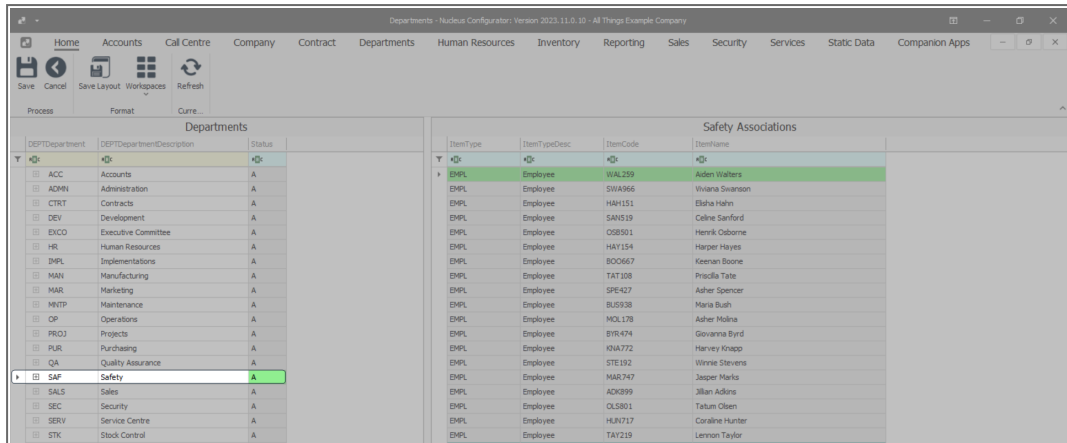 Departments - Nucleus Configurator: Version 2023.11.0.10 - All Things Example Company
Home Accounts Call Centre Company Contract Departments Human Resources Inventory Reporting Sales Security Services Static Data Companion Apps
Save Cancel Save Layout Workspaces Refresh
Process Format Curre...
Departments Safety Associations
DEPTDepartment DEPTDepartmentDescription Status ItemType ItemTypeDesc ItemCode ItemName
ACC Accounts A EMPL Employee WAL259 Aiden Walters
ADMN Administration A EMPL Employee SWA966 Viviana Swanson
CTRT Contracts A EMPL Employee HAH151 Elisha Hahn
DEV Development A EMPL Employee SAN519 Celine Sanford
EXCO Executive Committee A EMPL Employee OSB501 Henrik Osborne
HR Human Resources A EMPL Employee HAY154 Harper Hayes
IMPL Implementations A EMPL Employee BOO667 Keenan Boone
MAN Manufacturing A EMPL Employee TAT108 Priscilla Tate
MAR Marketing A EMPL Employee SPE427 Asher Spencer
MNTP Maintenance A EMPL Employee BUS938 Maria Bush
OP Operations A EMPL Employee MOL178 Asher Molina
PROJ Projects A EMPL Employee BYR474 Giovanna Byrd
PUR Purchasing A EMPL Employee KNA772 Harvey Knapp
QA Quality Assurance A EMPL Employee STE192 Winnie Stevens
SAF Safety A EMPL Employee MAR747 Jasper Marks
SALS Sales A EMPL Employee ADK899 Jillian Adkins
SEC Security A EMPL Employee OLS801 Tatum Olsen
SERV Service Centre A EMPL Employee HUN717 Coraline Hunter
STK Stock Control A EMPL Employee TAY219 Lennon Taylor